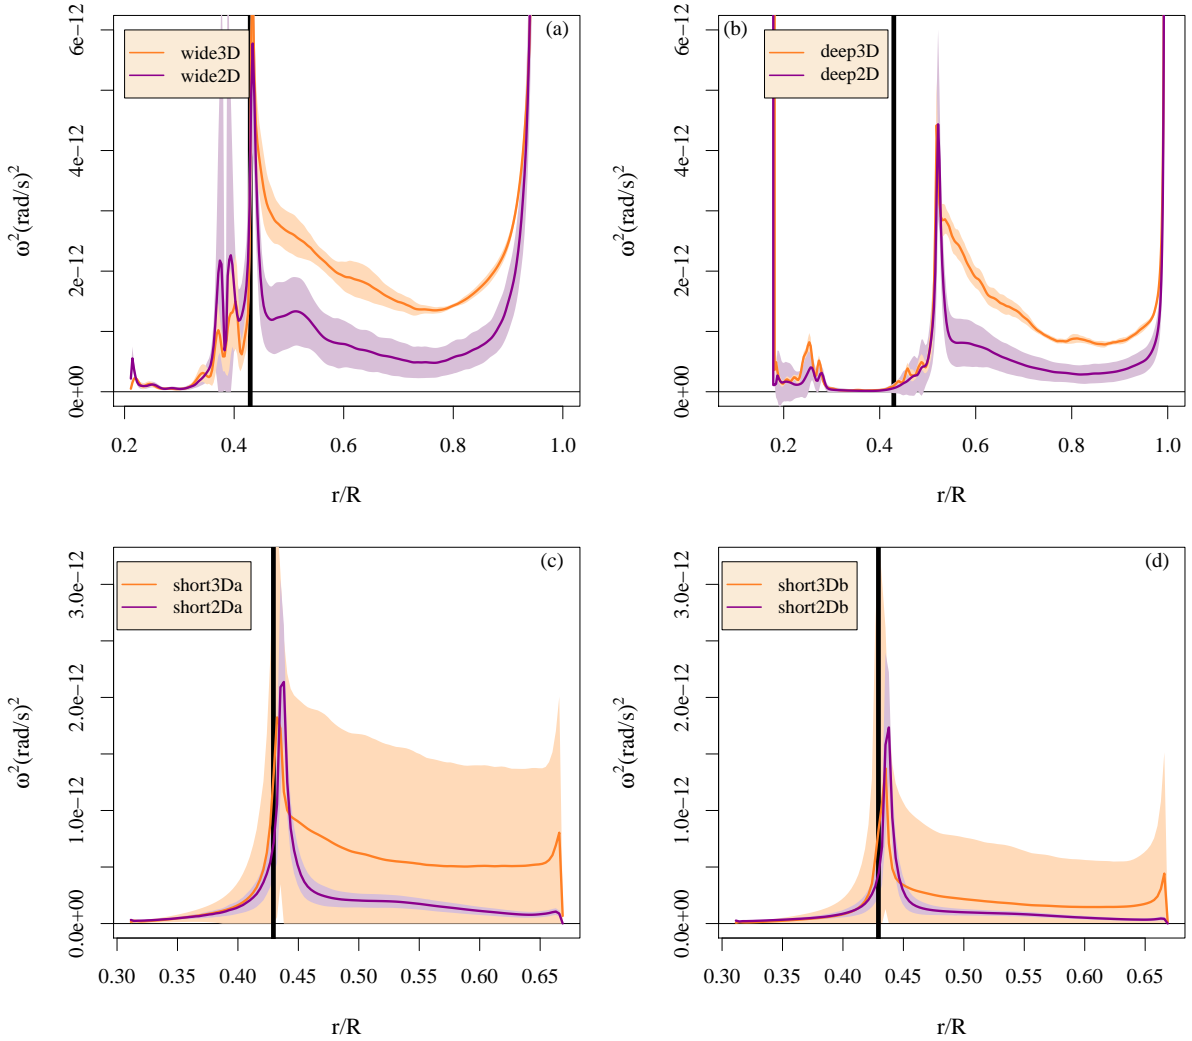 (a)
wide3D
wide2D
ω²(rad/s)²
0e+00 2e−12 4e−12 6e−12
0.2 0.4 0.6 0.8 1.0
r/R
(b)
deep3D
deep2D
ω²(rad/s)²
0e+00 2e−12 4e−12 6e−12
0.2 0.4 0.6 0.8 1.0
r/R
(c)
short3Da
short2Da
ω²(rad/s)²
0.0e+00 1.0e−12 2.0e−12 3.0e−12
0.30 0.35 0.40 0.45 0.50 0.55 0.60 0.65
r/R
(d)
short3Db
short2Db
ω²(rad/s)²
0.0e+00 1.0e−12 2.0e−12 3.0e−12
0.30 0.35 0.40 0.45 0.50 0.55 0.60 0.65
r/R